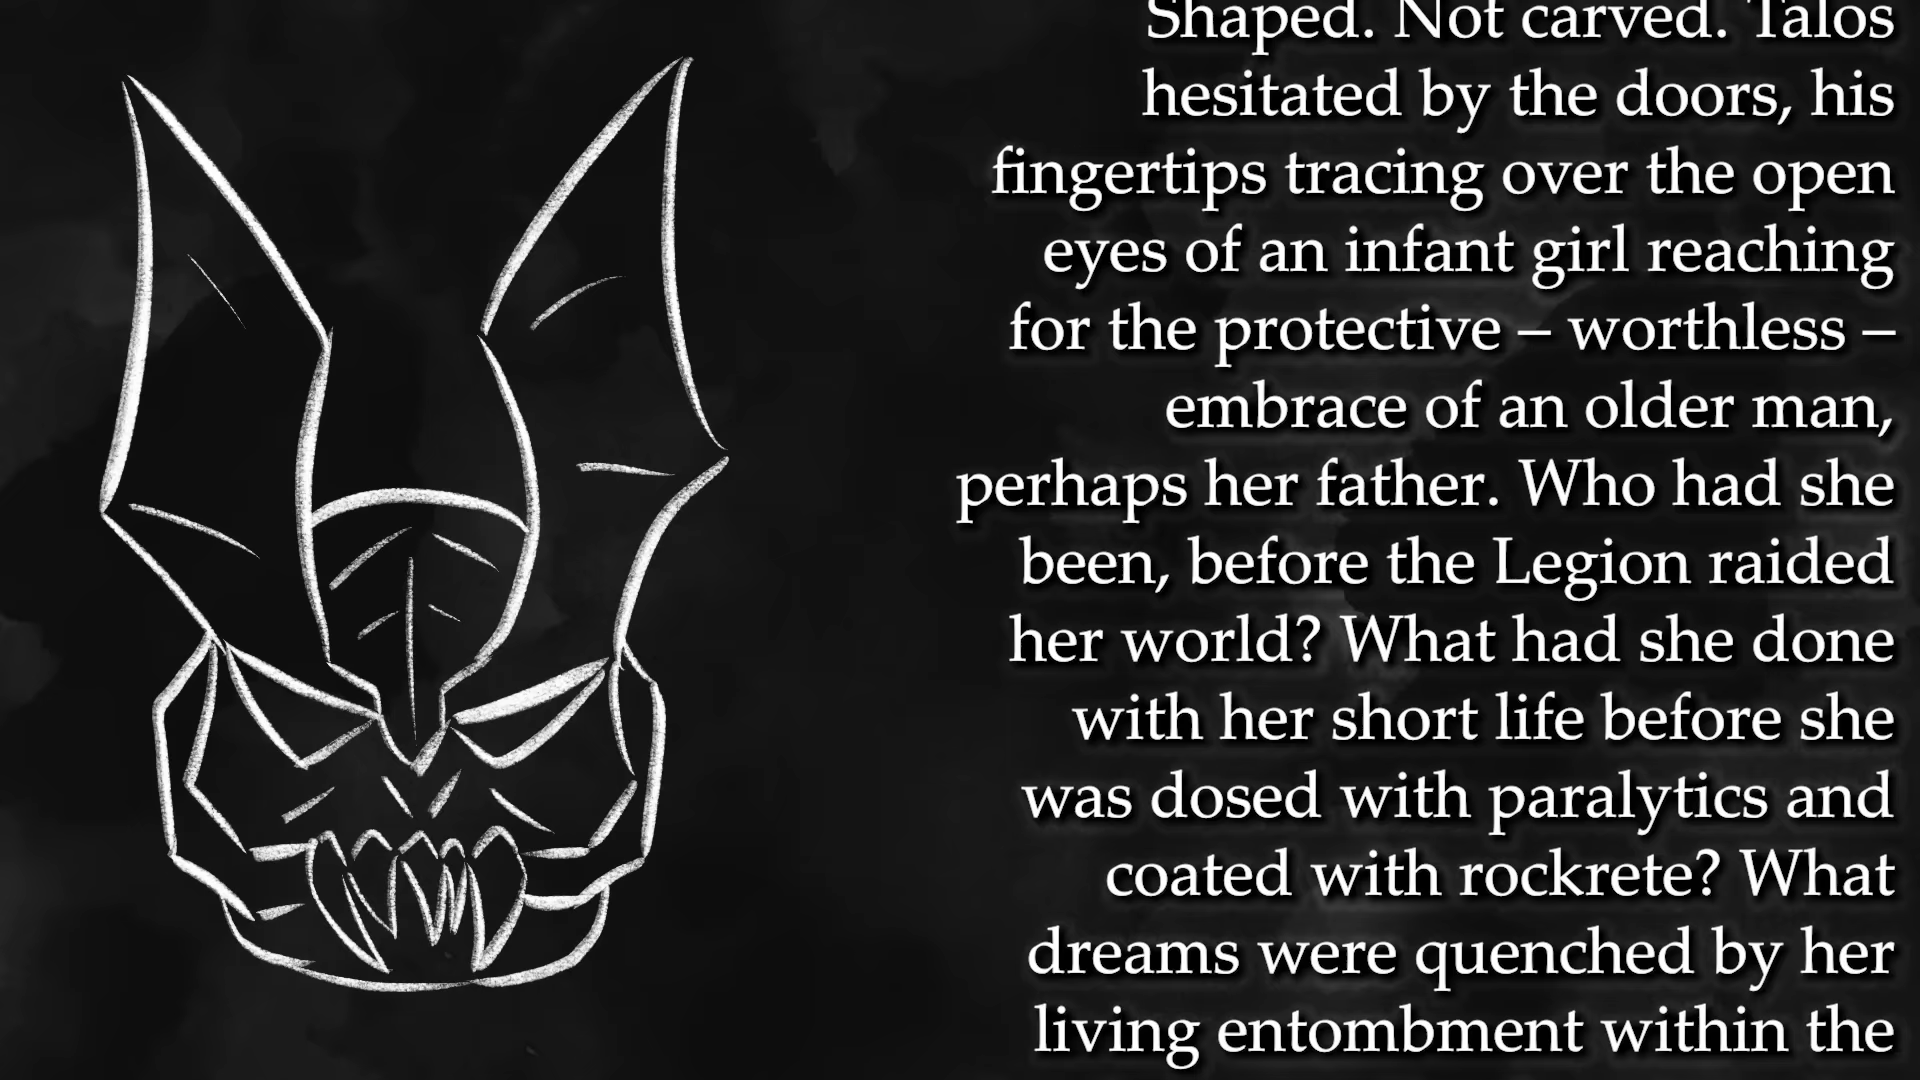 Shaped. Not carved. Talos
hesitated by the doors, his
fingertips tracing over the open
eyes of an infant girl reaching
for the protective – worthless –
embrace of an older man,
perhaps her father. Who had she
been, before the Legion raided
her world? What had she done
with her short life before she
was dosed with paralytics and
coated with rockrete? What
dreams were quenched by her
living entombment within the